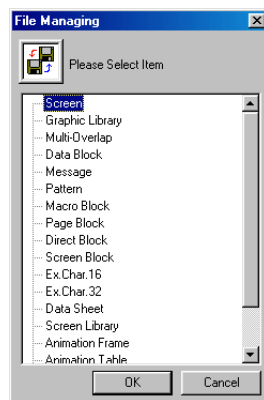 File Managing
Please Select Item
Screen
Graphic Library
Multi-Overlap
Data Block
Message
Pattern
Macro Block
Page Block
Direct Block
Screen Block
Ex.Char.16
Ex.Char.32
Data Sheet
Screen Library
Animation Frame
Animation Table
OK Cancel